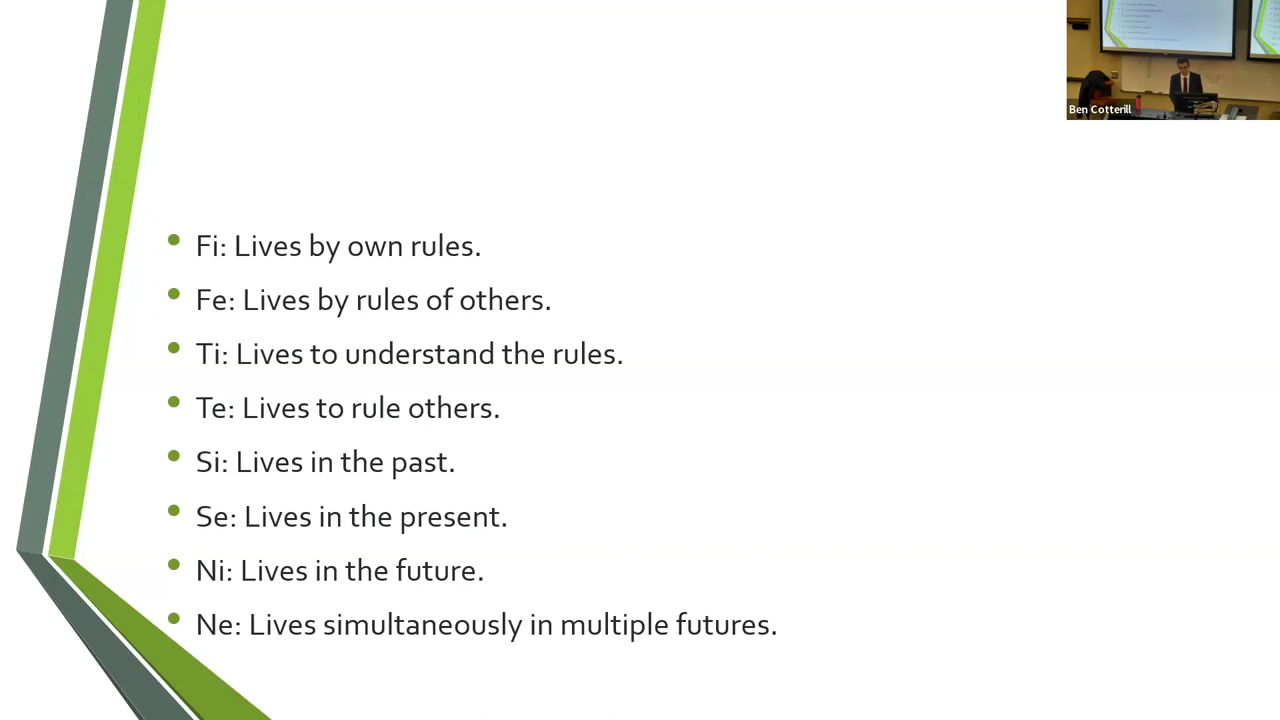 Ben Cotterill
Fi: Lives by own rules.
Fe: Lives by rules of others.
Ti: Lives to understand the rules.
Te: Lives to rule others.
Si: Lives in the past.
Se: Lives in the present.
Ni: Lives in the future.
Ne: Lives simultaneously in multiple futures.